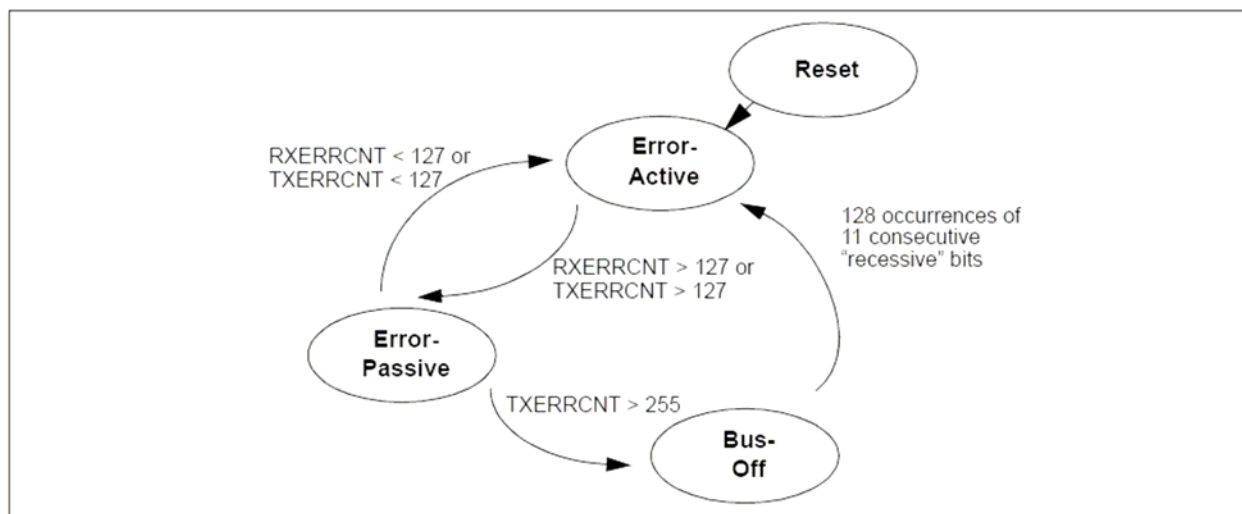 Reset
Error-
Active
RXERRCNT < 127 or
TXERRCNT < 127
128 occurrences of
11 consecutive
“recessive” bits
RXERRCNT > 127 or
TXERRCNT > 127
Error-
Passive
TXERRCNT > 255
Bus-
Off